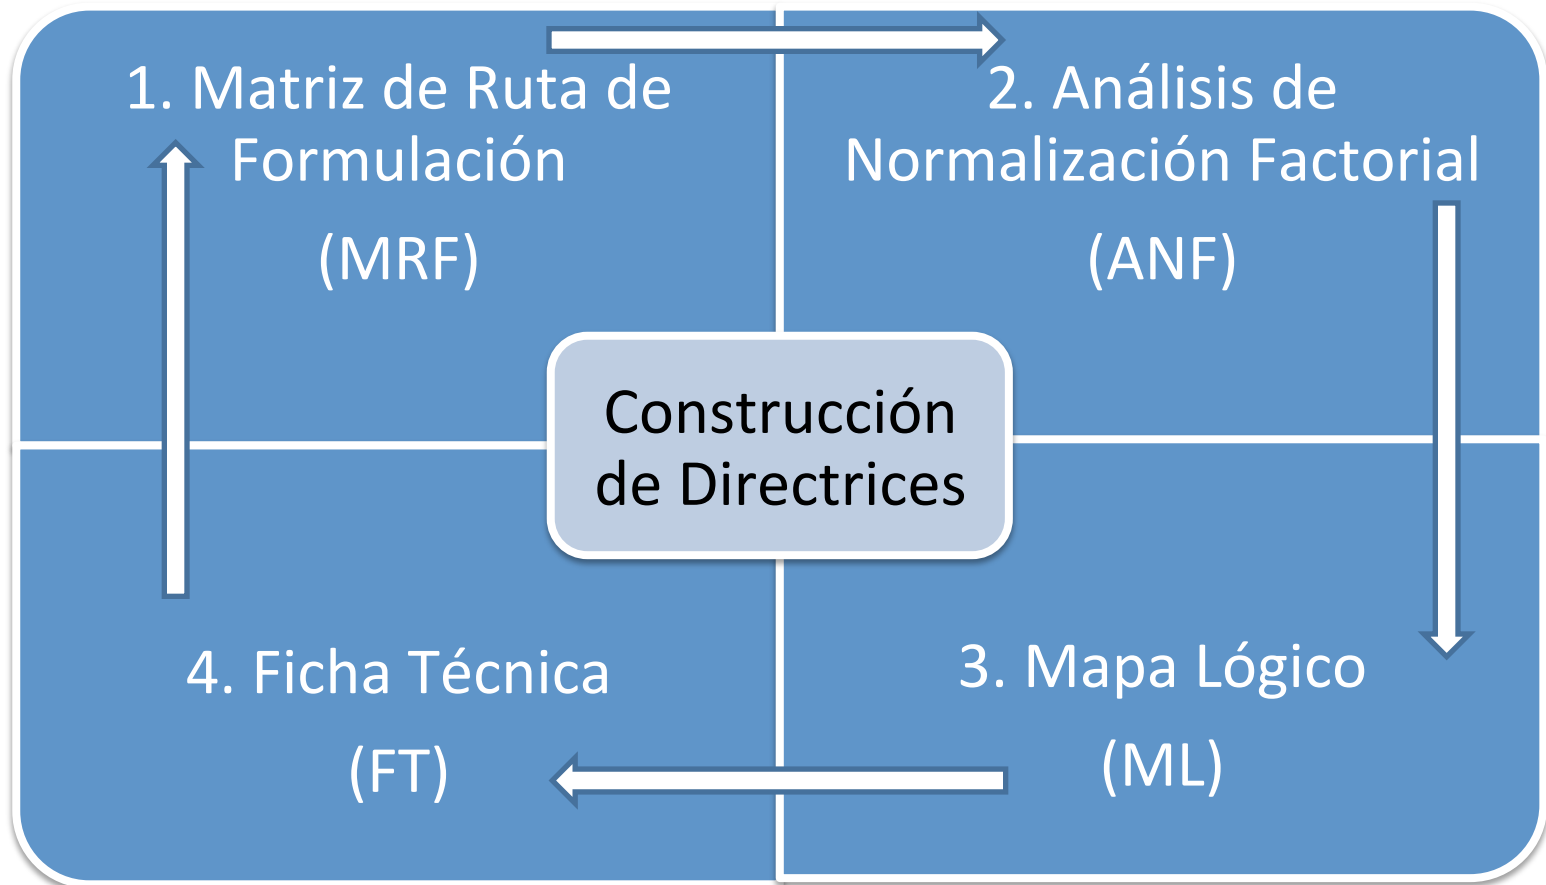 1. Matriz de Ruta de
Formulación
(MRF)
2. Análisis de
Normalización Factorial
(ANF)
Construcción
de Directrices
4. Ficha Técnica
(FT)
3. Mapa Lógico
(ML)